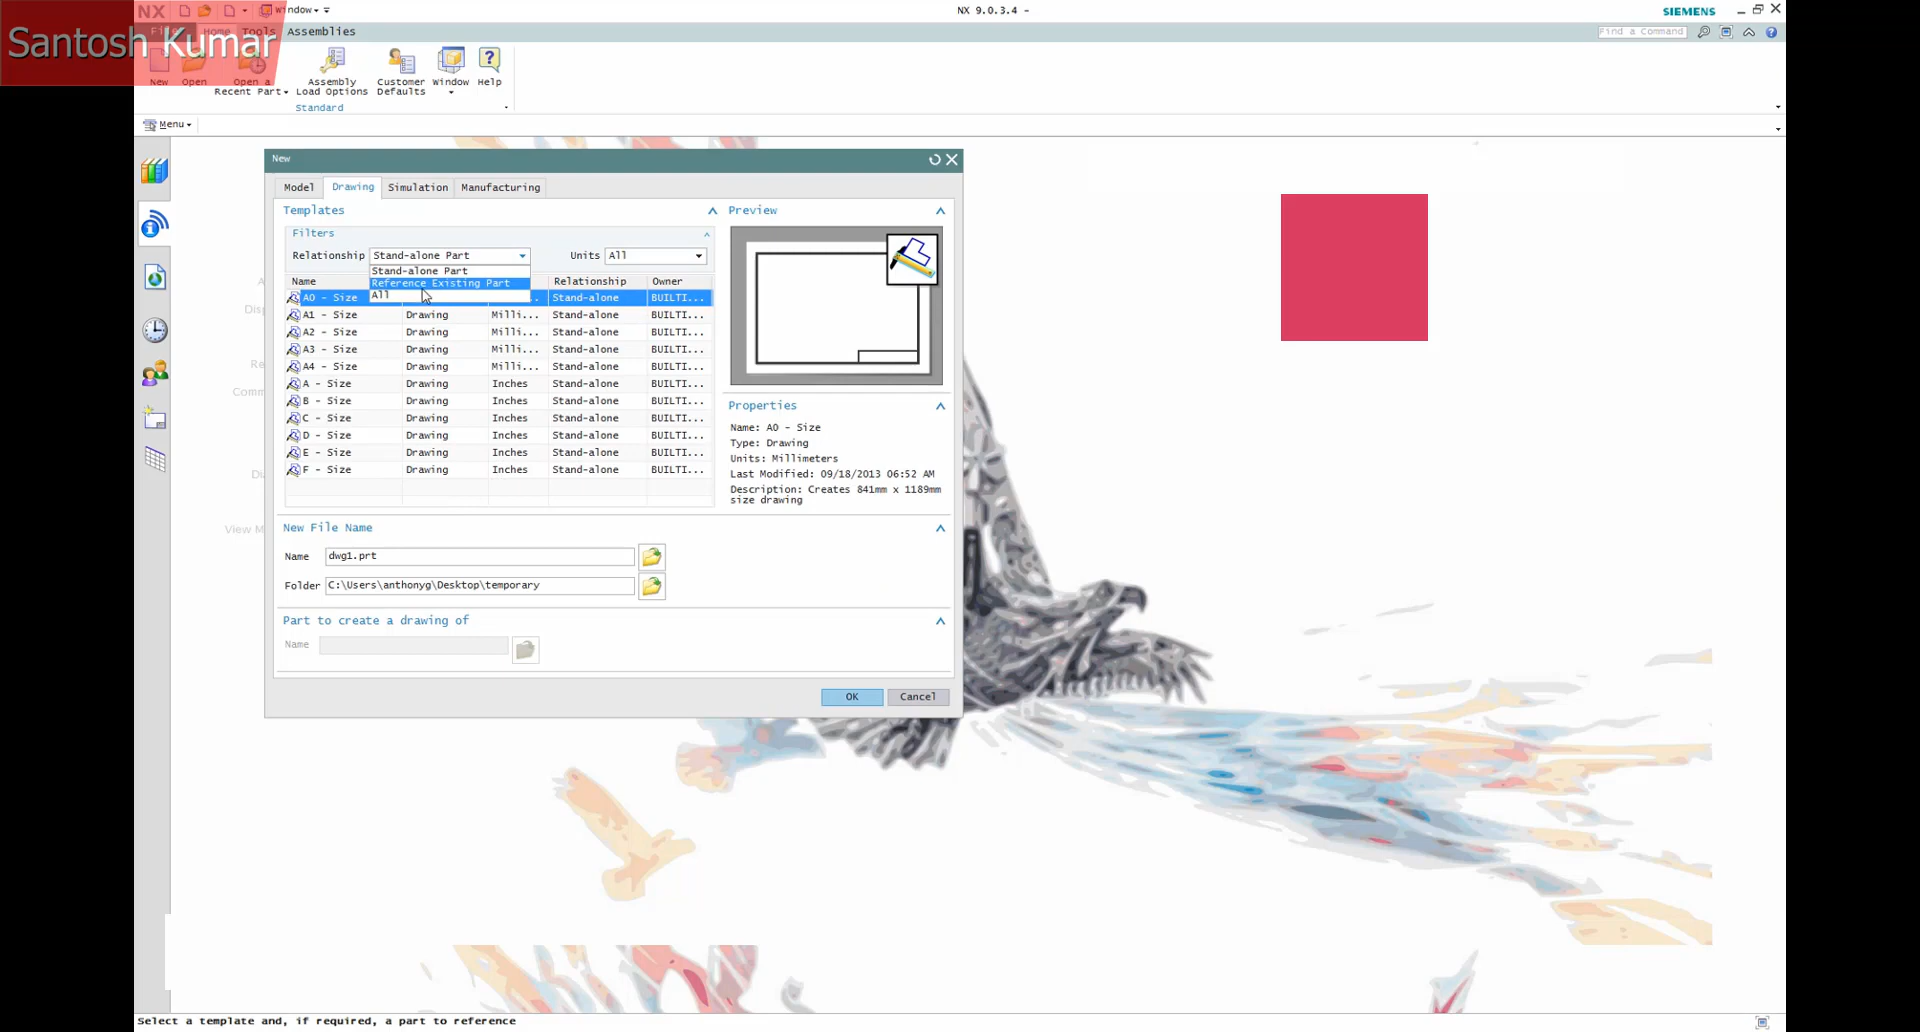 NX
Window
NX 9.0.3.4 -
SIEMENS
Santosh Kumar
File
Home
Tools
Assemblies
Find a Command
New
Open
Open a
Recent Part
Assembly
Load Options
Customer
Defaults
Window
Help
Standard
Menu
New
Model
Drawing
Simulation
Manufacturing
Templates
Preview
Filters
Relationship
Stand-alone Part
Units
All
Stand-alone Part
Reference Existing Part
All
Name
Relationship
Owner
A0 - Size
Stand-alone
BUILTI...
A1 - Size Drawing Milli... Stand-alone BUILTI...
A2 - Size Drawing Milli... Stand-alone BUILTI...
A3 - Size Drawing Milli... Stand-alone BUILTI...
A4 - Size Drawing Milli... Stand-alone BUILTI...
A - Size Drawing Inches Stand-alone BUILTI...
B - Size Drawing Inches Stand-alone BUILTI...
C - Size Drawing Inches Stand-alone BUILTI...
D - Size Drawing Inches Stand-alone BUILTI...
E - Size Drawing Inches Stand-alone BUILTI...
F - Size Drawing Inches Stand-alone BUILTI...
Properties
Name: A0 - Size
Type: Drawing
Units: Millimeters
Last Modified: 09/18/2013 06:52 AM
Description: Creates 841mm x 1189mm
size drawing
New File Name
Name
dwg1.prt
Folder
C:\Users\anthonyg\Desktop\temporary
Part to create a drawing of
Name
OK
Cancel
View M
Select a template and, if required, a part to reference